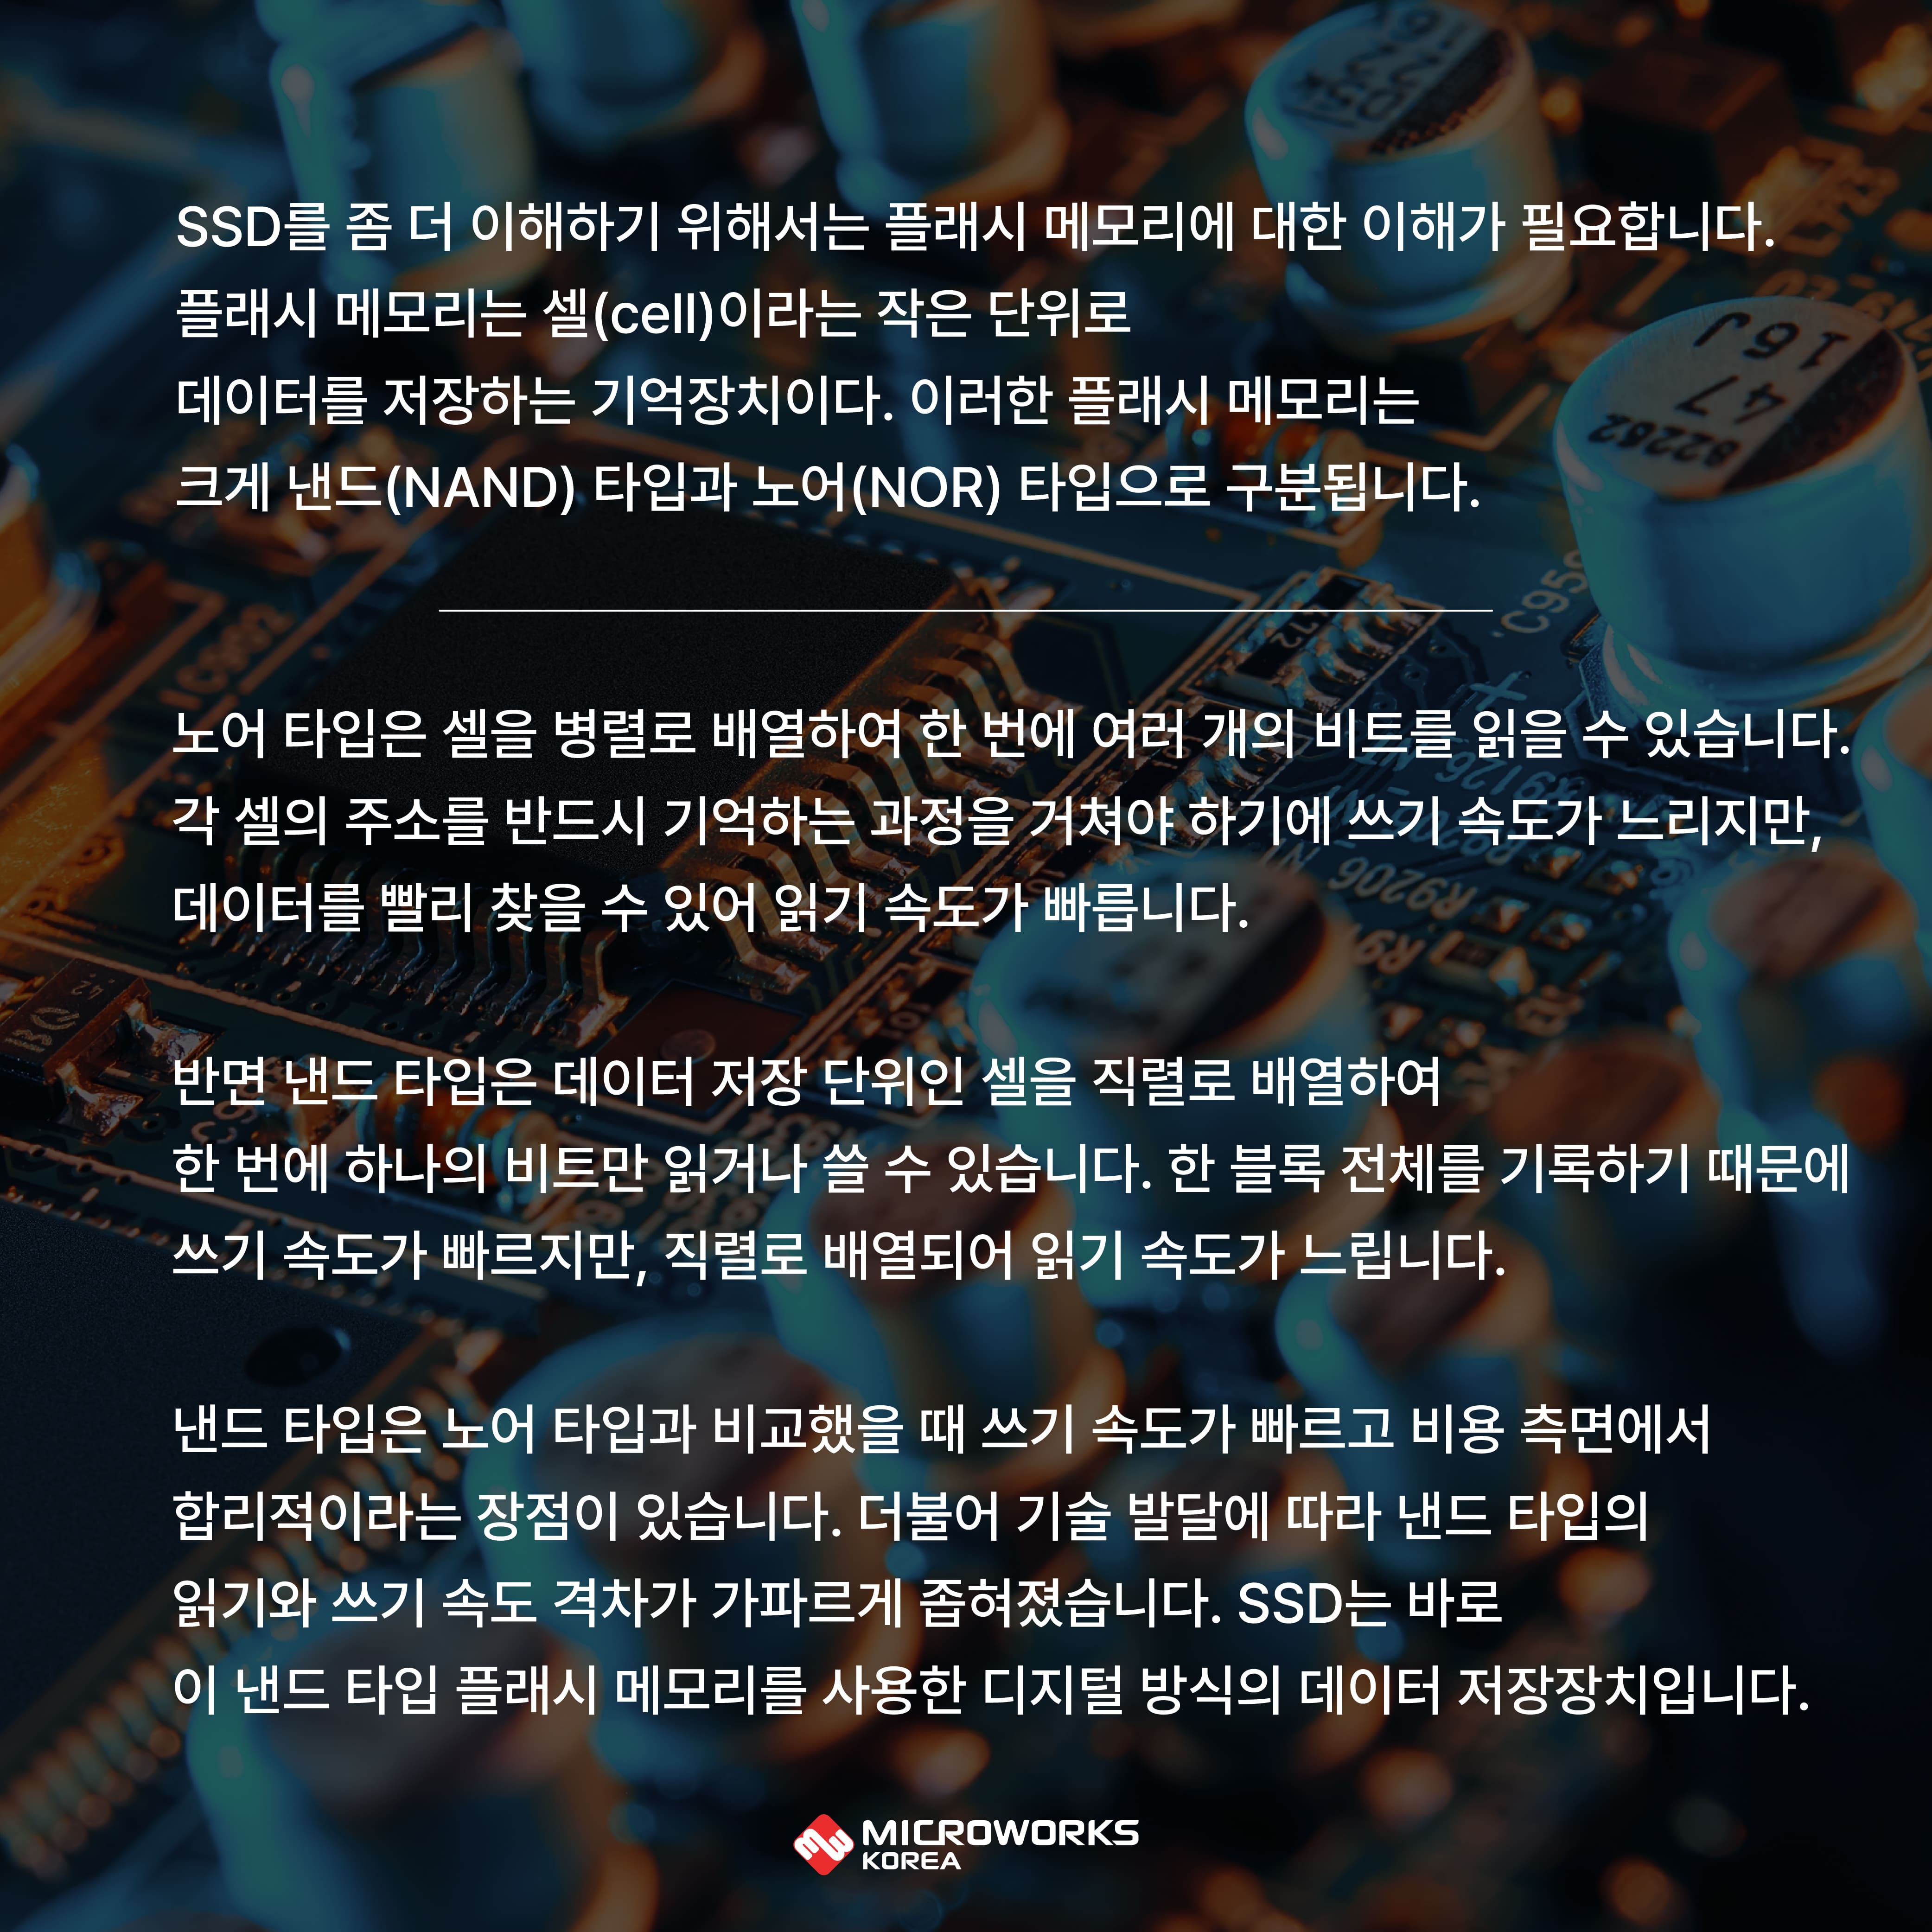 SSD를 좀 더 이해하기 위해서는 플래시 메모리에 대한 이해가 필요합니다.
플래시 메모리는 셀(cell)이라는 작은 단위로
데이터를 저장하는 기억장치이다. 이러한 플래시 메모리는
크게 낸드(NAND) 타입과 노어(NOR) 타입으로 구분됩니다.
노어 타입은 셀을 병렬로 배열하여 한 번에 여러 개의 비트를 읽을 수 있습니다.
각 셀의 주소를 반드시 기억하는 과정을 거쳐야 하기에 쓰기 속도가 느리지만,
데이터를 빨리 찾을 수 있어 읽기 속도가 빠릅니다.
반면 낸드 타입은 데이터 저장 단위인 셀을 직렬로 배열하여
한 번에 하나의 비트만 읽거나 쓸 수 있습니다. 한 블록 전체를 기록하기 때문에
쓰기 속도가 빠르지만, 직렬로 배열되어 읽기 속도가 느립니다.
낸드 타입은 노어 타입과 비교했을 때 쓰기 속도가 빠르고 비용 측면에서
합리적이라는 장점이 있습니다. 더불어 기술 발달에 따라 낸드 타입의
읽기와 쓰기 속도 격차가 가파르게 좁혀졌습니다. SSD는 바로
이 낸드 타입 플래시 메모리를 사용한 디지털 방식의 데이터 저장장치입니다.
MICROWORKS
KOREA
16J
47
IC902
R9206